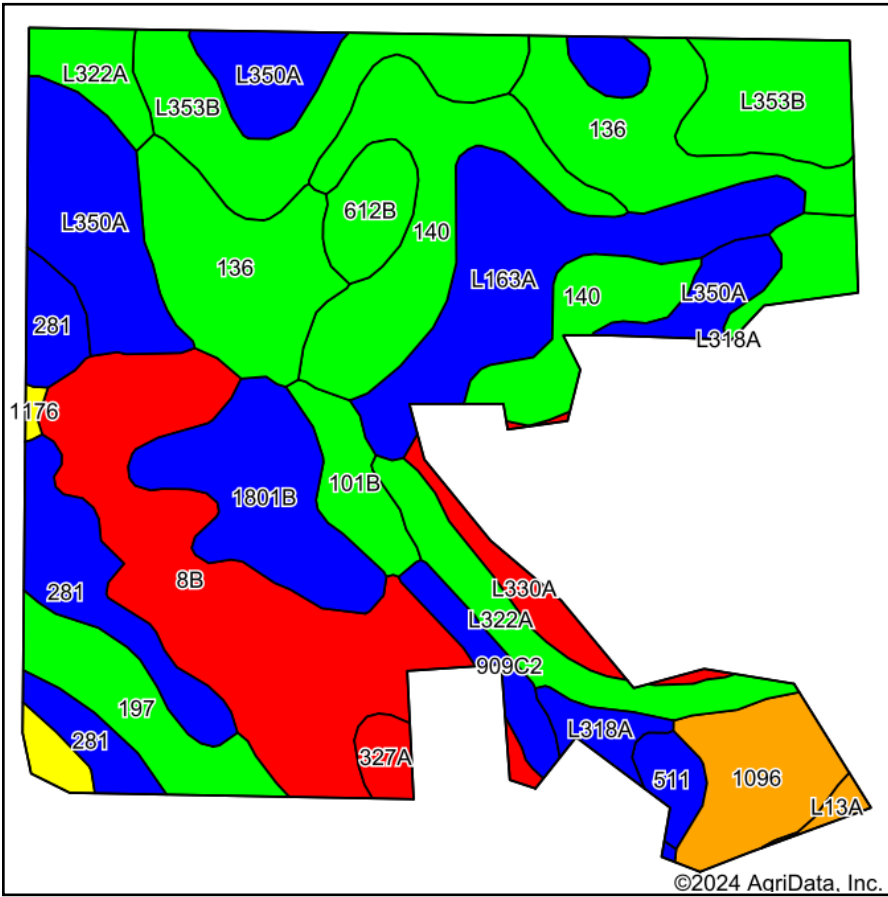 L322A
L350A
L353B
L353B
136
612B
L350A
140
136
L163A
L350A
140
281
L318A
1176
101B
1801B
8B
L330A
281
L322A
909C2
197
L318A
281
327A
511
1096
L13A
©2024 AgriData, Inc.